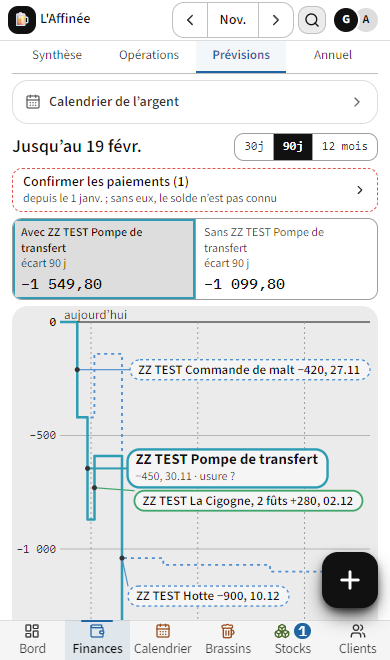 L'Affinée
Nov.
G
A
Synthèse
Opérations
Prévisions
Annuel
Calendrier de l'argent
Jusqu'au 19 févr.
30j
90j
12 mois
Confirmer les paiements (1)
depuis le 1 janv. ; sans eux, le solde n'est pas connu
Avec ZZ TEST Pompe de
transfert
écart 90 j
−1 549,80
Sans ZZ TEST Pompe de
transfert
écart 90 j
−1 099,80
aujourd'hui
0
ZZ TEST Commande de malt −420, 27.11
−500
ZZ TEST Pompe de transfert
−450, 30.11 · usure ?
ZZ TEST La Cigogne, 2 fûts +280, 02.12
−1 000
ZZ TEST Hotte −900, 10.12
Bord
Finances
Brassins
1
Stocks
Clients